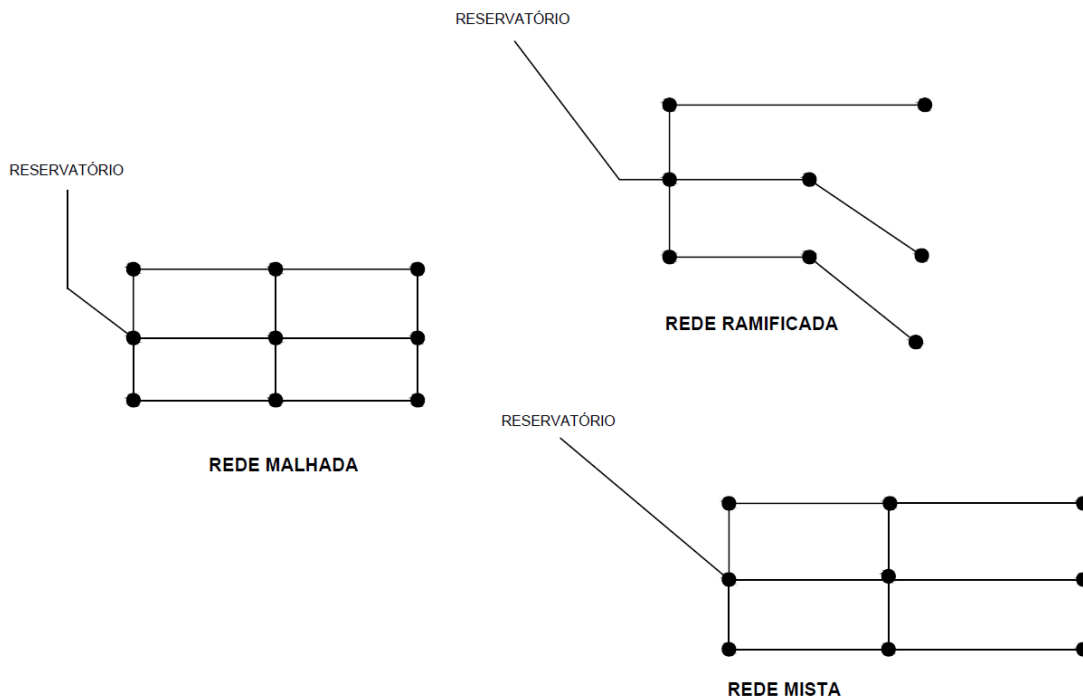 RESERVATÓRIO
RESERVATÓRIO
REDE RAMIFICADA
RESERVATÓRIO
REDE MALHADA
REDE MISTA